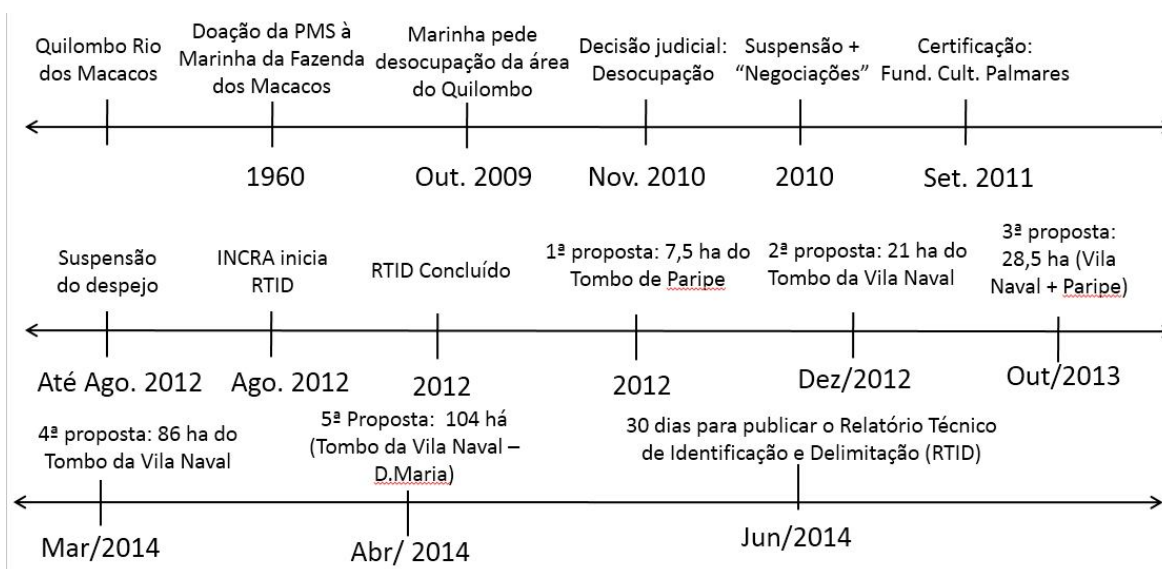 Quilombo Rio
dos Macacos
Doação da PMS à
Marinha da Fazenda
dos Macacos
Marinha pede
desocupação da área
do Quilombo
Decisão judicial:
Desocupação
Suspensão +
“Negociações”
Certificação:
Fund. Cult. Palmares
1960
Out. 2009
Nov. 2010
2010
Set. 2011
Suspensão
do despejo
INCRA inicia
RTID
RTID Concluído
1ª proposta: 7,5 ha do
Tombo de Paripe
2ª proposta: 21 ha do
Tombo da Vila Naval
3ª proposta:
28,5 ha (Vila
Naval + Paripe)
Até Ago. 2012
Ago. 2012
2012
2012
Dez/2012
Out/2013
4ª proposta: 86 ha do
Tombo da Vila Naval
5ª Proposta: 104 há
(Tombo da Vila Naval –
D.Maria)
30 dias para publicar o Relatório Técnico
de Identificação e Delimitação (RTID)
Mar/2014
Abr/ 2014
Jun/2014